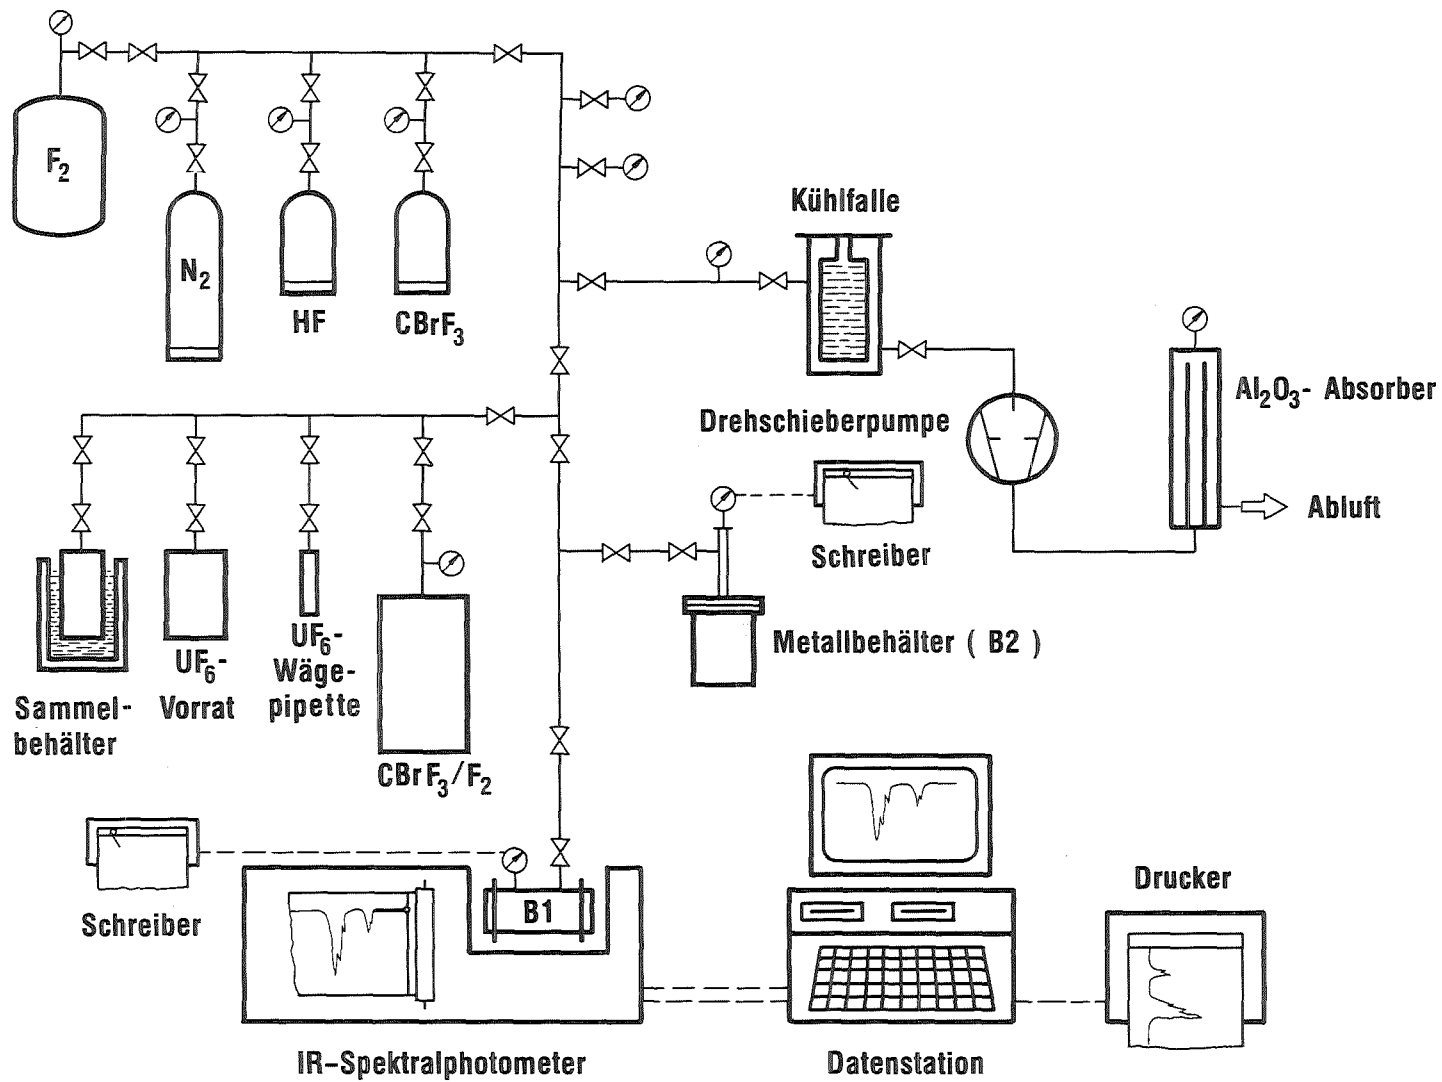 F₂
N₂
HF
CBrF₃
Kühlfalle
Al₂O₃- Absorber
Drehschieberpumpe
Abluft
Schreiber
Metallbehälter ( B2 )
Sammel-
behälter
UF₆-
Vorrat
UF₆-
Wäge-
pipette
CBrF₃/F₂
Schreiber
B1
IR-Spektralphotometer
Datenstation
Drucker